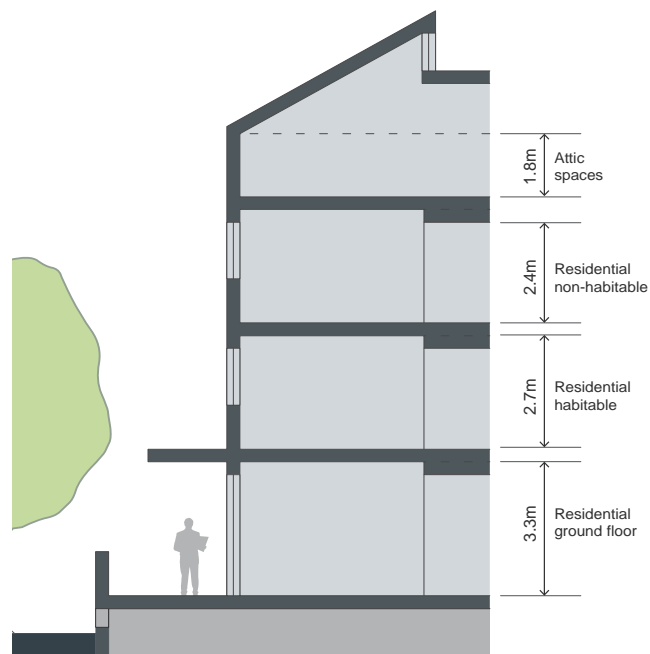 1.8m
Attic
spaces
2.4m
Residential
non-habitable
2.7m
Residential
habitable
3.3m
Residential
ground floor